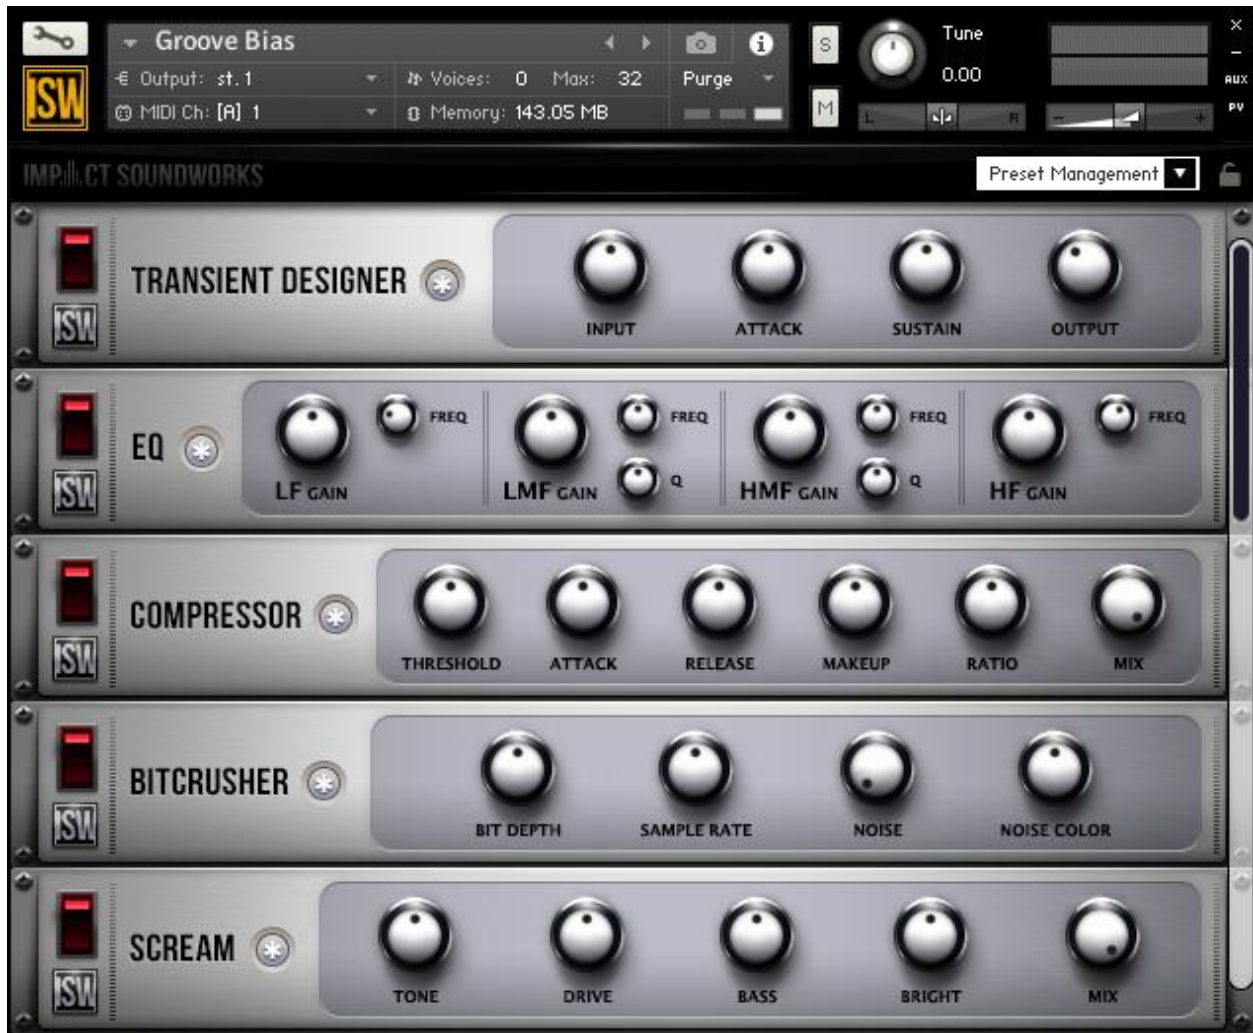 Groove Bias
Output: st. 1
Voices: 0 Max: 32
Purge
MIDI Ch: [A] 1
Memory: 143.05 MB
S
M
Tune
0.00
L R
- +
×
–
AUX
PV
ISW
IMPACT SOUNDWORKS
Preset Management
ISW
TRANSIENT DESIGNER
INPUT ATTACK SUSTAIN OUTPUT
ISW
EQ
LF GAIN FREQ
LMF GAIN FREQ Q
HMF GAIN FREQ Q
HF GAIN FREQ
ISW
COMPRESSOR
THRESHOLD ATTACK RELEASE MAKEUP RATIO MIX
ISW
BITCRUSHER
BIT DEPTH SAMPLE RATE NOISE NOISE COLOR
ISW
SCREAM
TONE DRIVE BASS BRIGHT MIX